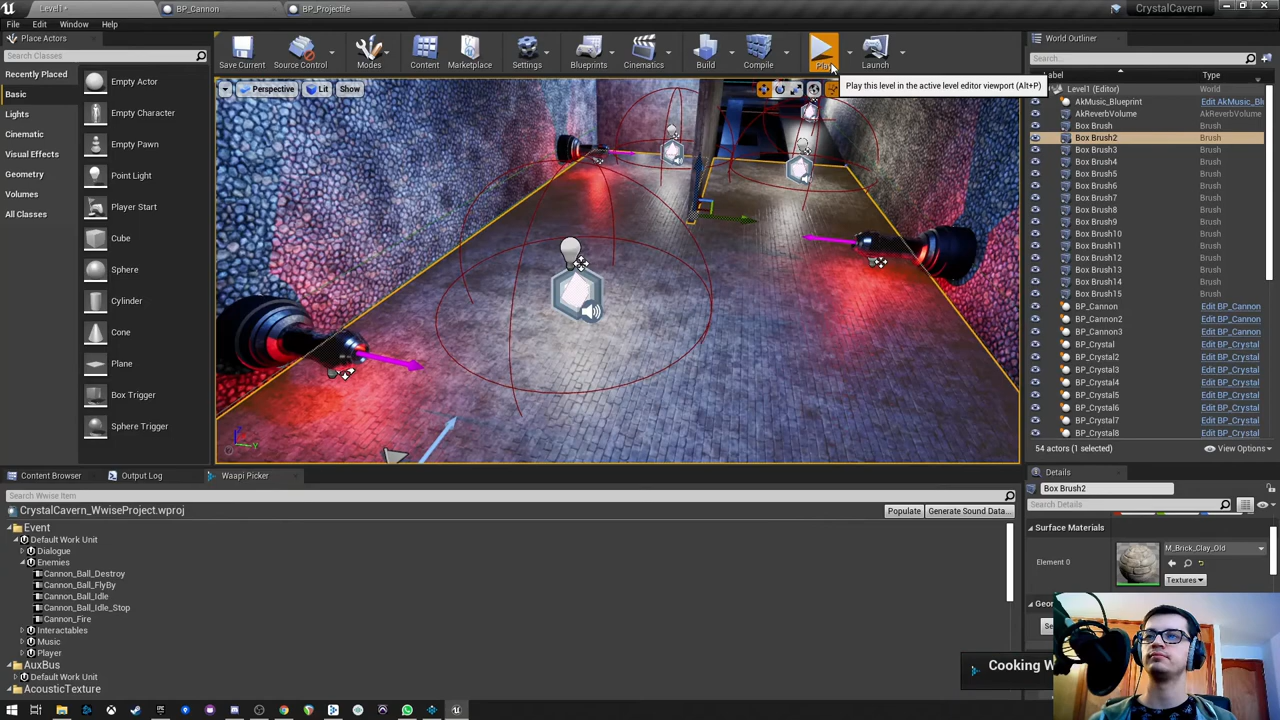 Level1*
BP_Cannon
BP_Projectile
CrystalCavern
File Edit Window Help
Place Actors
Search Classes
Recently Placed
Basic
Lights
Cinematic
Visual Effects
Geometry
Volumes
All Classes
Empty Actor
Empty Character
Empty Pawn
Point Light
Player Start
Cube
Sphere
Cylinder
Cone
Plane
Box Trigger
Sphere Trigger
Save Current
Source Control
Modes
Content
Marketplace
Settings
Blueprints
Cinematics
Build
Compile
Play
Launch
Play this level in the active level editor viewport (Alt+P)
Perspective Lit Show
World Outliner
Search...
Label Type
Level1 (Editor) World
AkMusic_Blueprint Edit AkMusic_Bl
AkReverbVolume AkReverbVolume
Box Brush Brush
Box Brush2 Brush
Box Brush3 Brush
Box Brush4 Brush
Box Brush5 Brush
Box Brush6 Brush
Box Brush7 Brush
Box Brush8 Brush
Box Brush9 Brush
Box Brush10 Brush
Box Brush11 Brush
Box Brush12 Brush
Box Brush13 Brush
Box Brush14 Brush
Box Brush15 Brush
BP_Cannon Edit BP_Cannon
BP_Cannon2 Edit BP_Cannon
BP_Cannon3 Edit BP_Cannon
BP_Crystal Edit BP_Crystal
BP_Crystal2 Edit BP_Crystal
BP_Crystal3 Edit BP_Crystal
BP_Crystal4 Edit BP_Crystal
BP_Crystal5 Edit BP_Crystal
BP_Crystal6 Edit BP_Crystal
BP_Crystal7 Edit BP_Crystal
BP_Crystal8 Edit BP_Crystal
54 actors (1 selected)
View Options
Details
Box Brush2
Search Details
Surface Materials
Element 0
M_Brick_Clay_Old
Textures
Content Browser
Output Log
Waapi Picker
Search Wwise Item
CrystalCavern_WwiseProject.wproj
Populate
Generate Sound Data...
Event
Default Work Unit
Dialogue
Enemies
Cannon_Ball_Destroy
Cannon_Ball_FlyBy
Cannon_Ball_Idle
Cannon_Ball_Idle_Stop
Cannon_Fire
Interactables
Music
Player
AuxBus
Default Work Unit
AcousticTexture
Cooking W